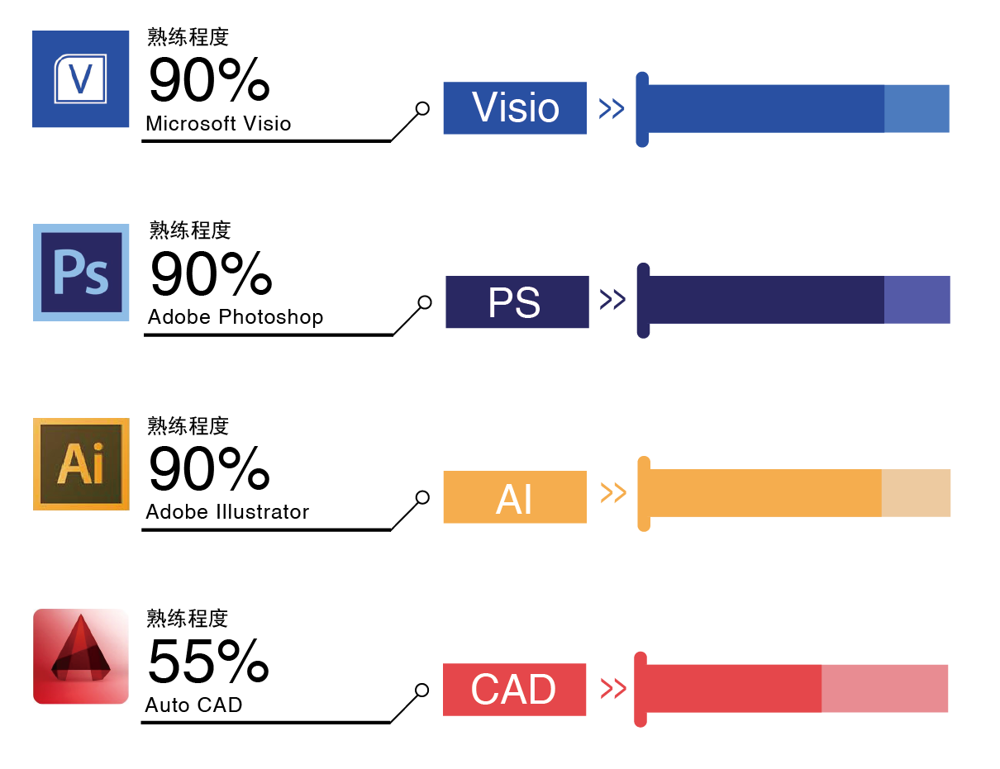 V
熟练程度
90%
Microsoft Visio
Visio
Ps
熟练程度
90%
Adobe Photoshop
PS
Ai
熟练程度
90%
Adobe Illustrator
AI
熟练程度
55%
Auto CAD
CAD